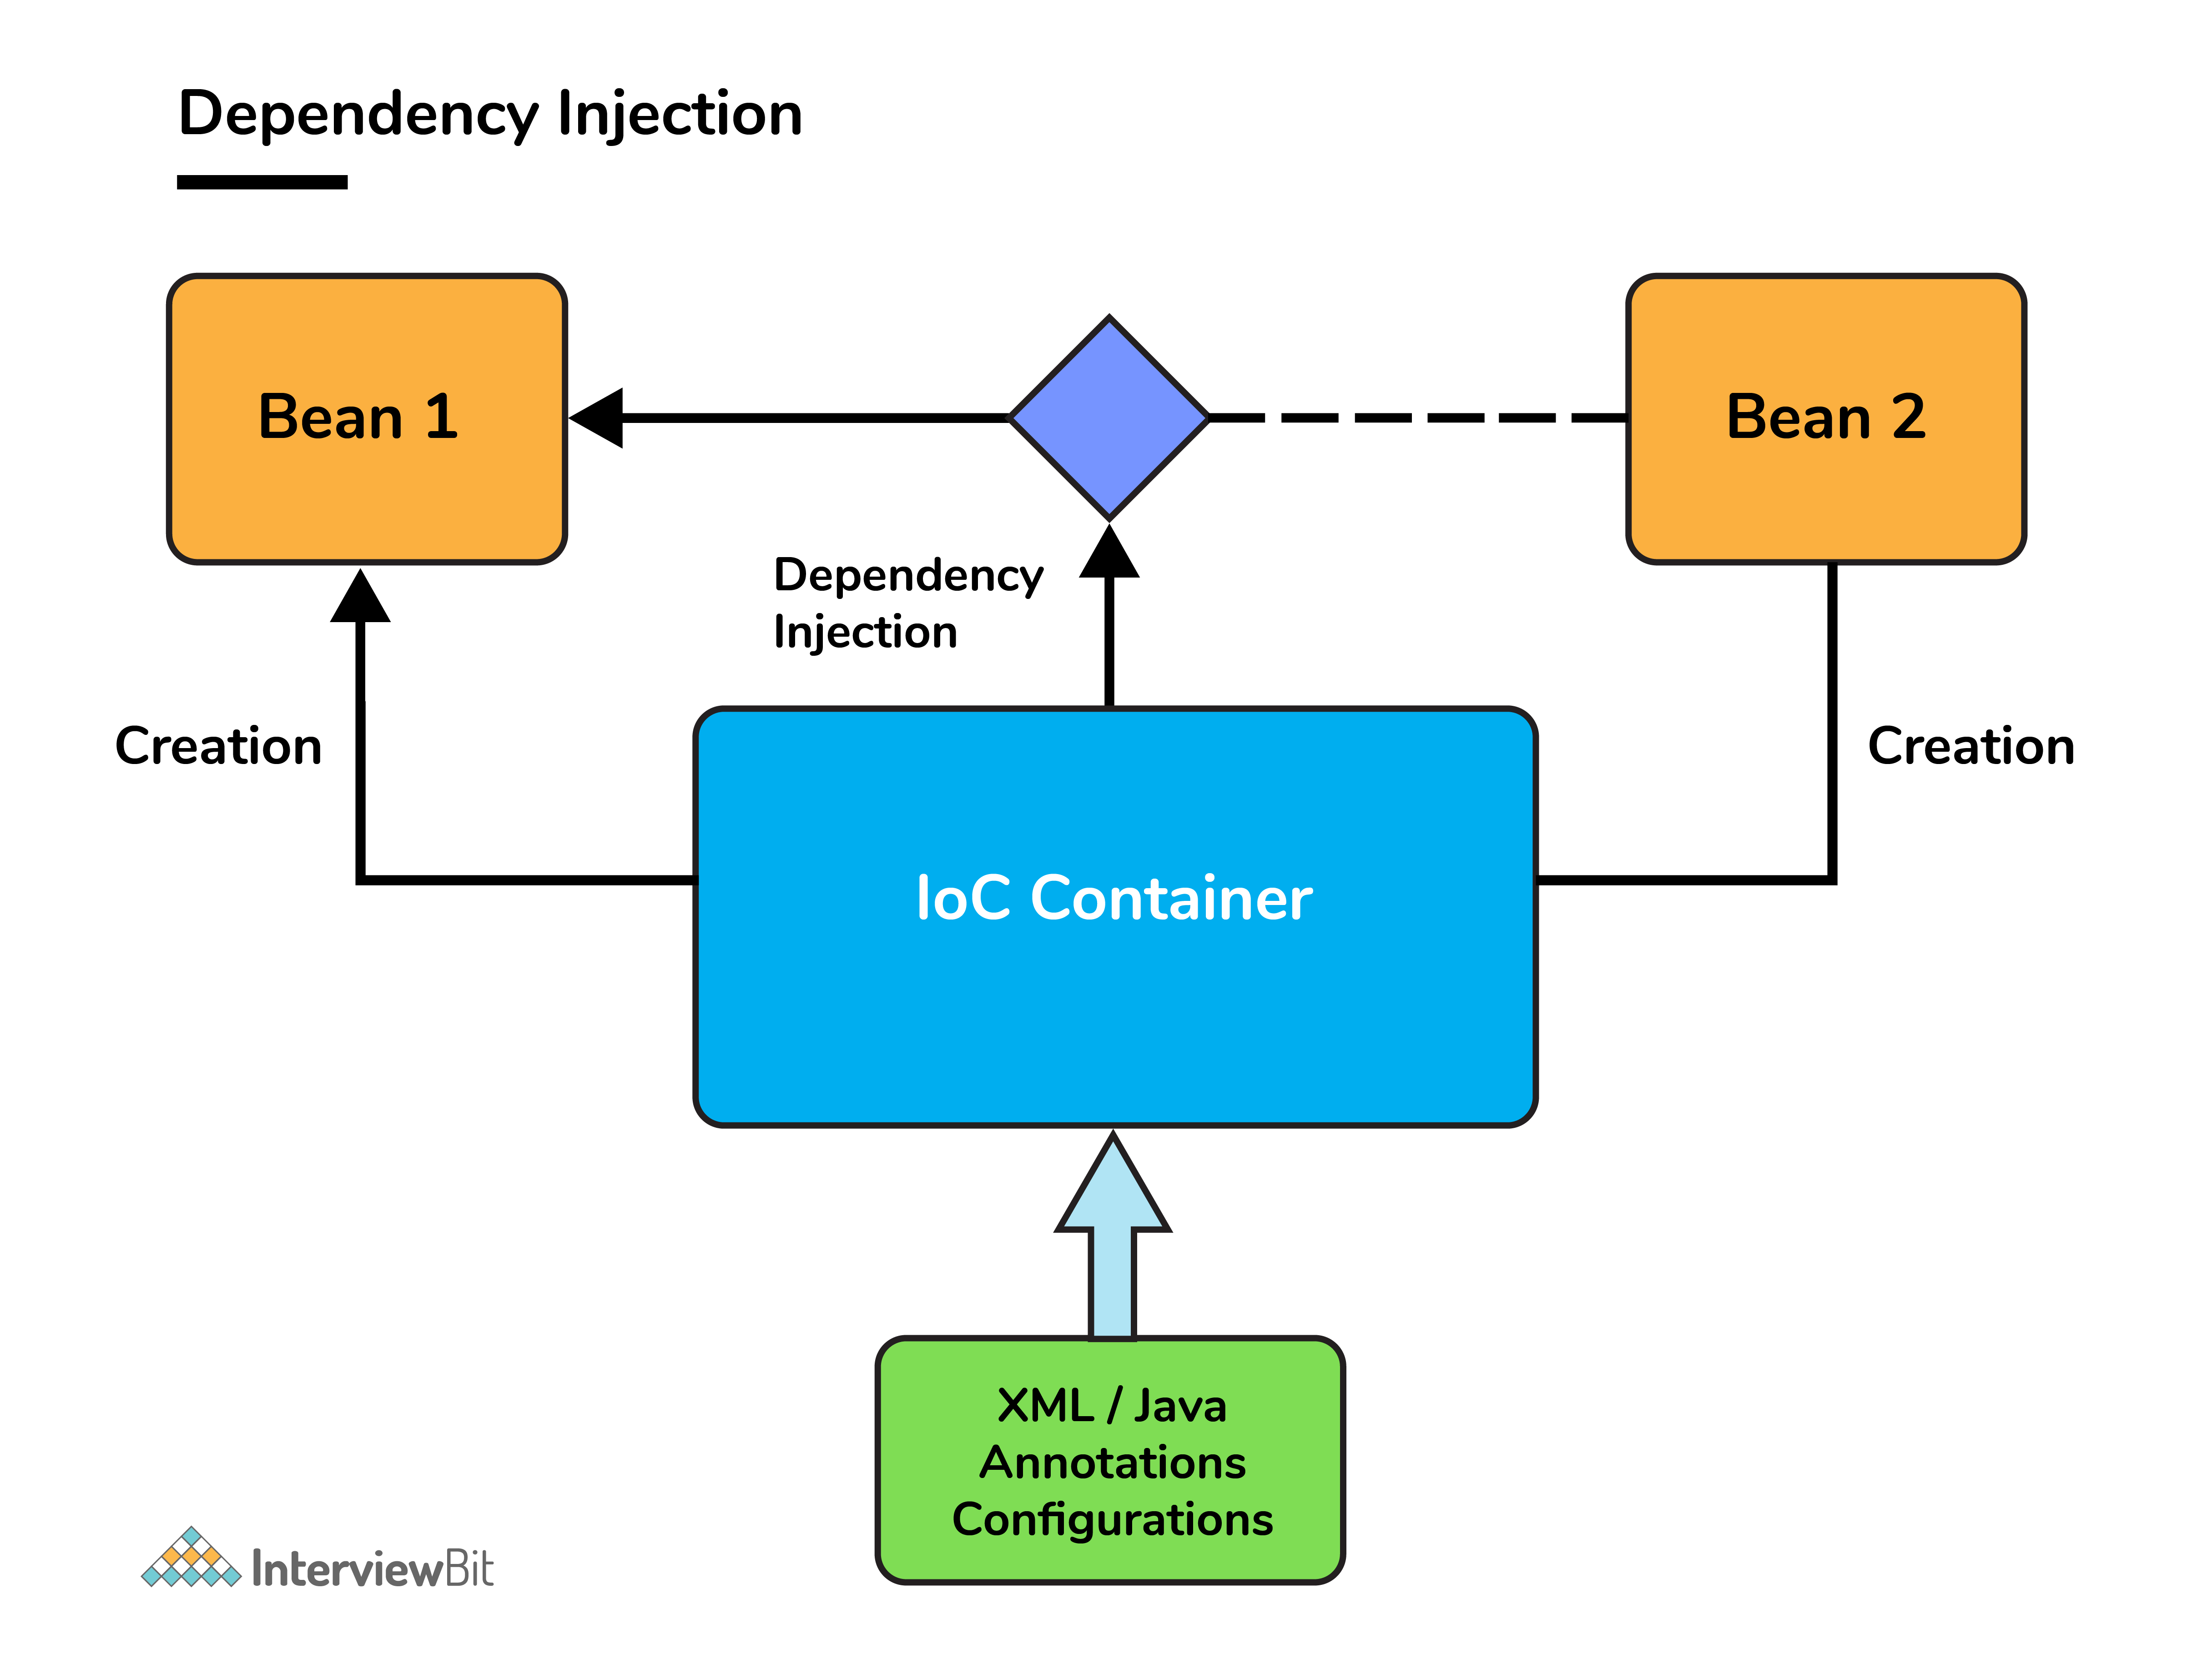 Dependency Injection
Bean 1
Bean 2
Dependency
Injection
Creation
Creation
IoC Container
XML / Java
Annotations
Configurations
InterviewBit